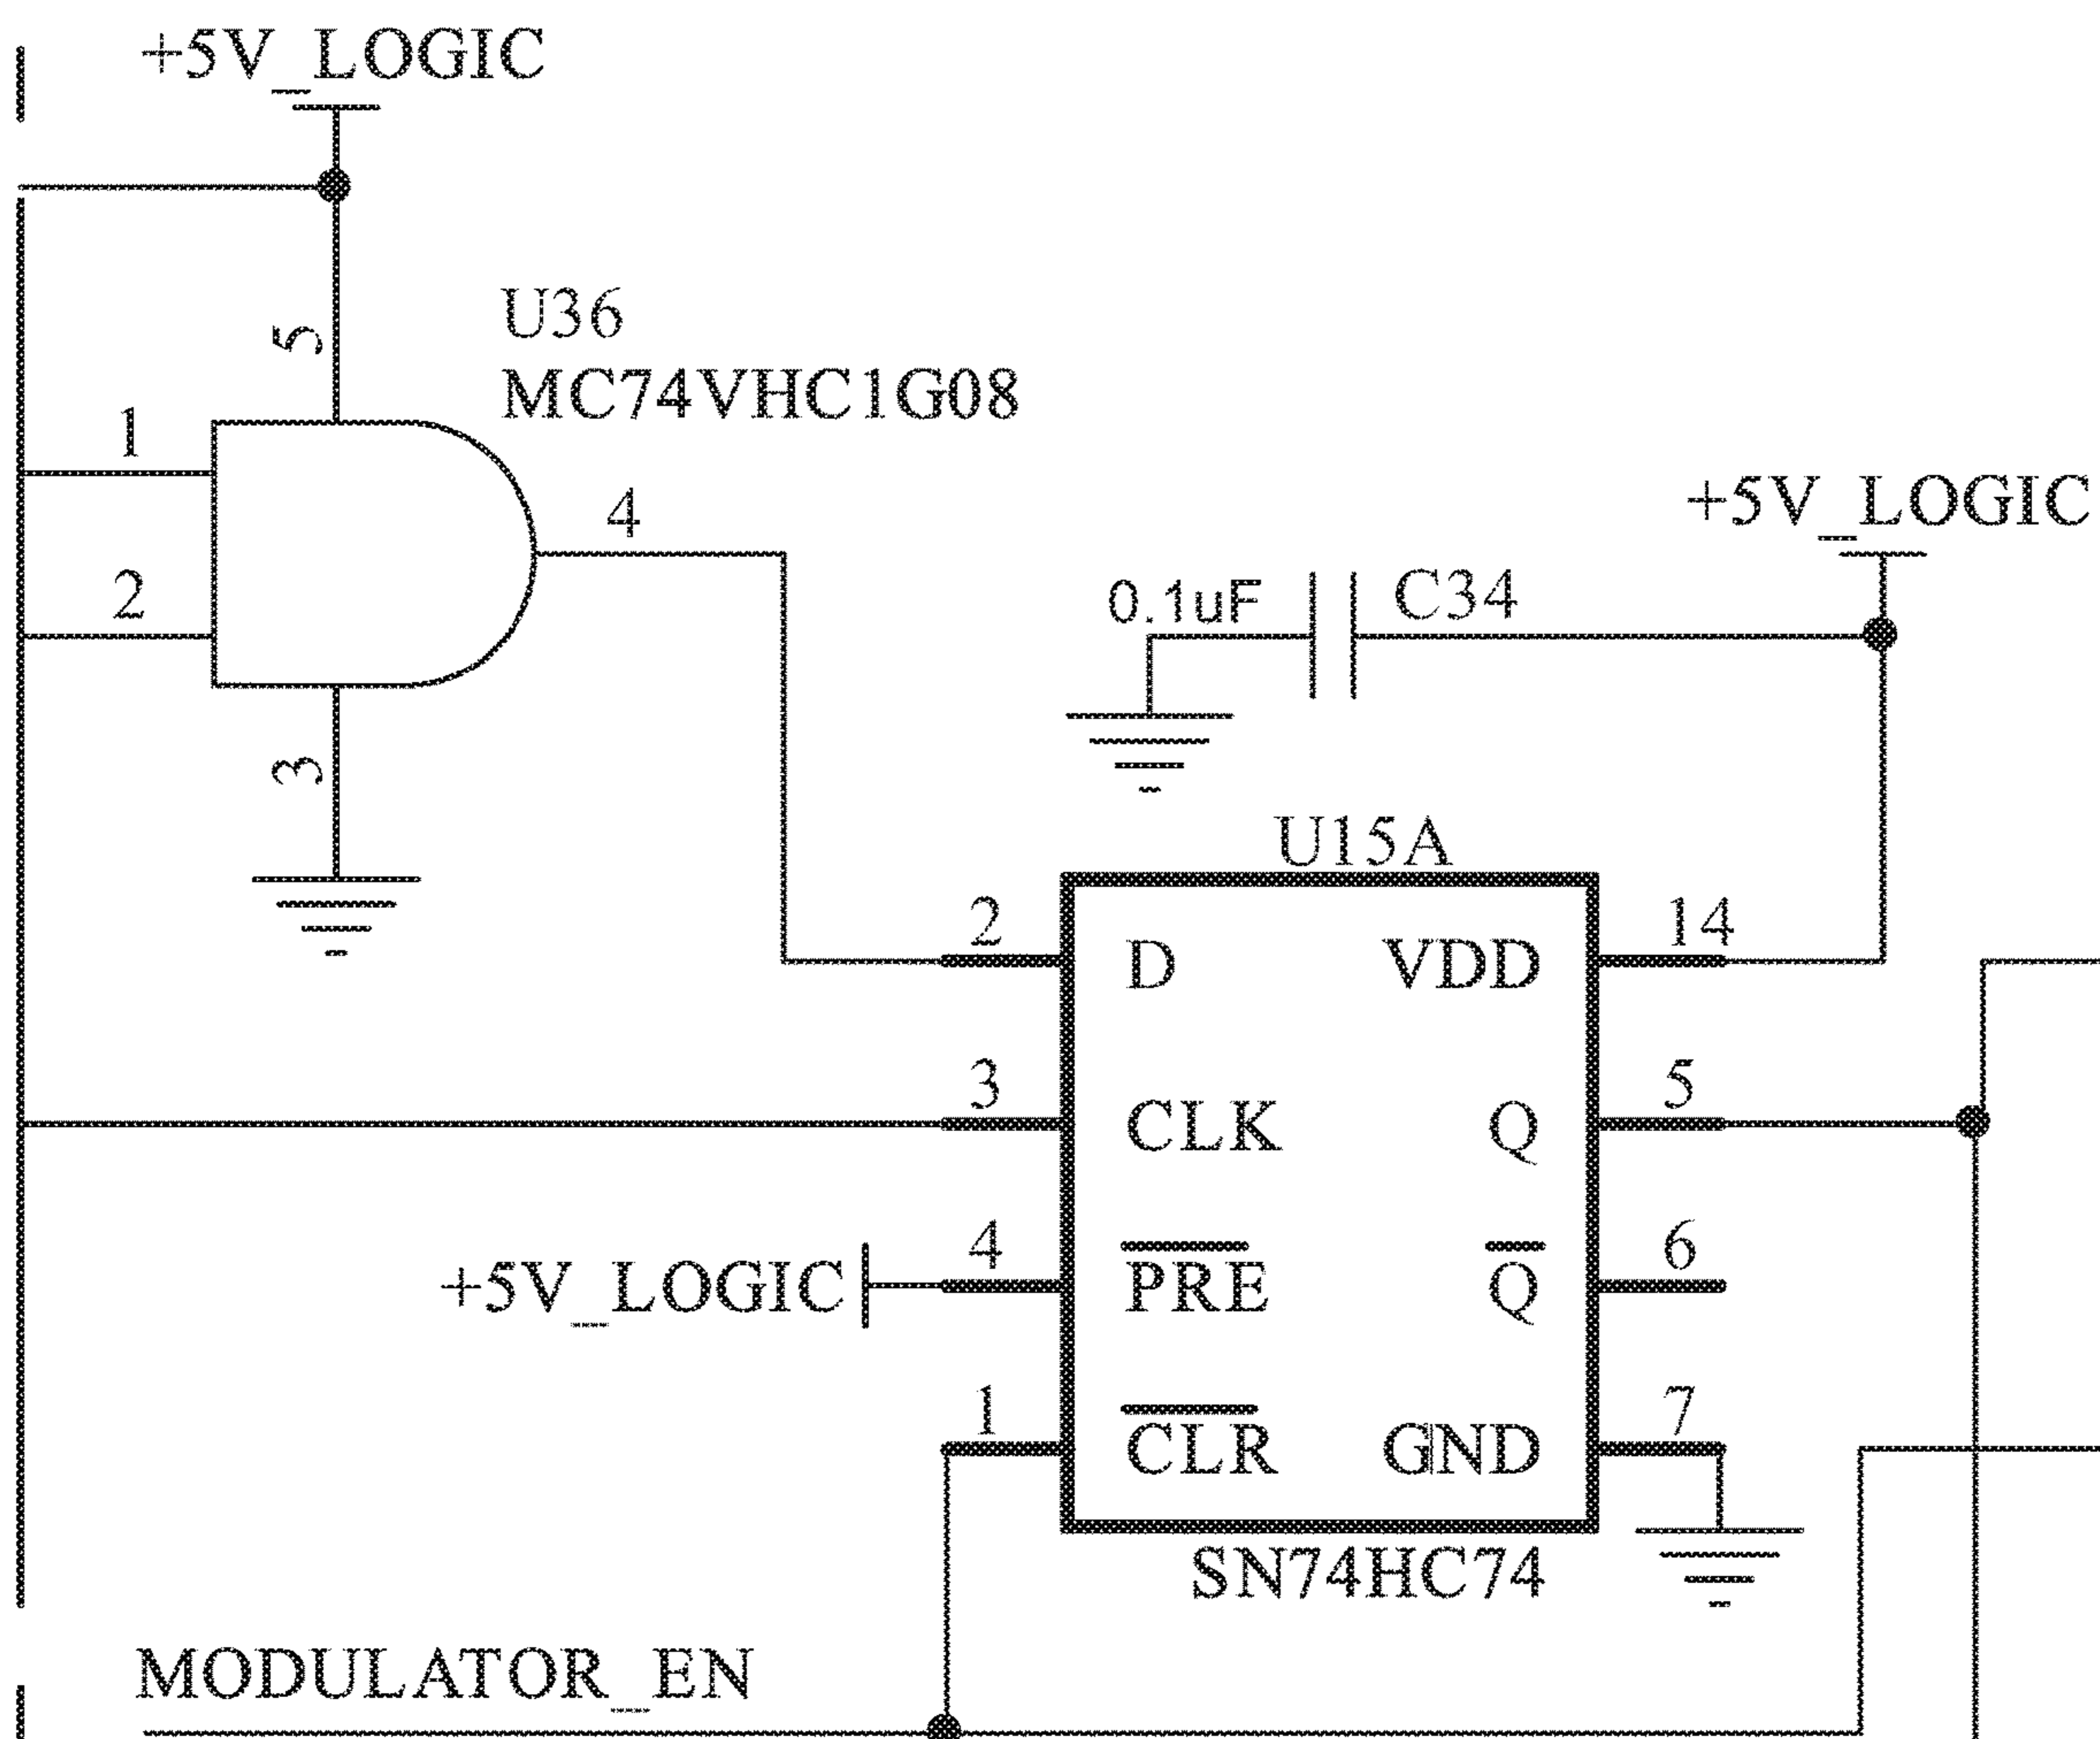 +5V_LOGIC
5
U36
MC74VHC1G08
1
4
2
3
+5V_LOGIC
0.1uF C34
U15A
2 D VDD 14
3 CLK Q 5
+5V_LOGIC 4 PRE Q 6
1 CLR GND 7
SN74HC74
MODULATOR_EN